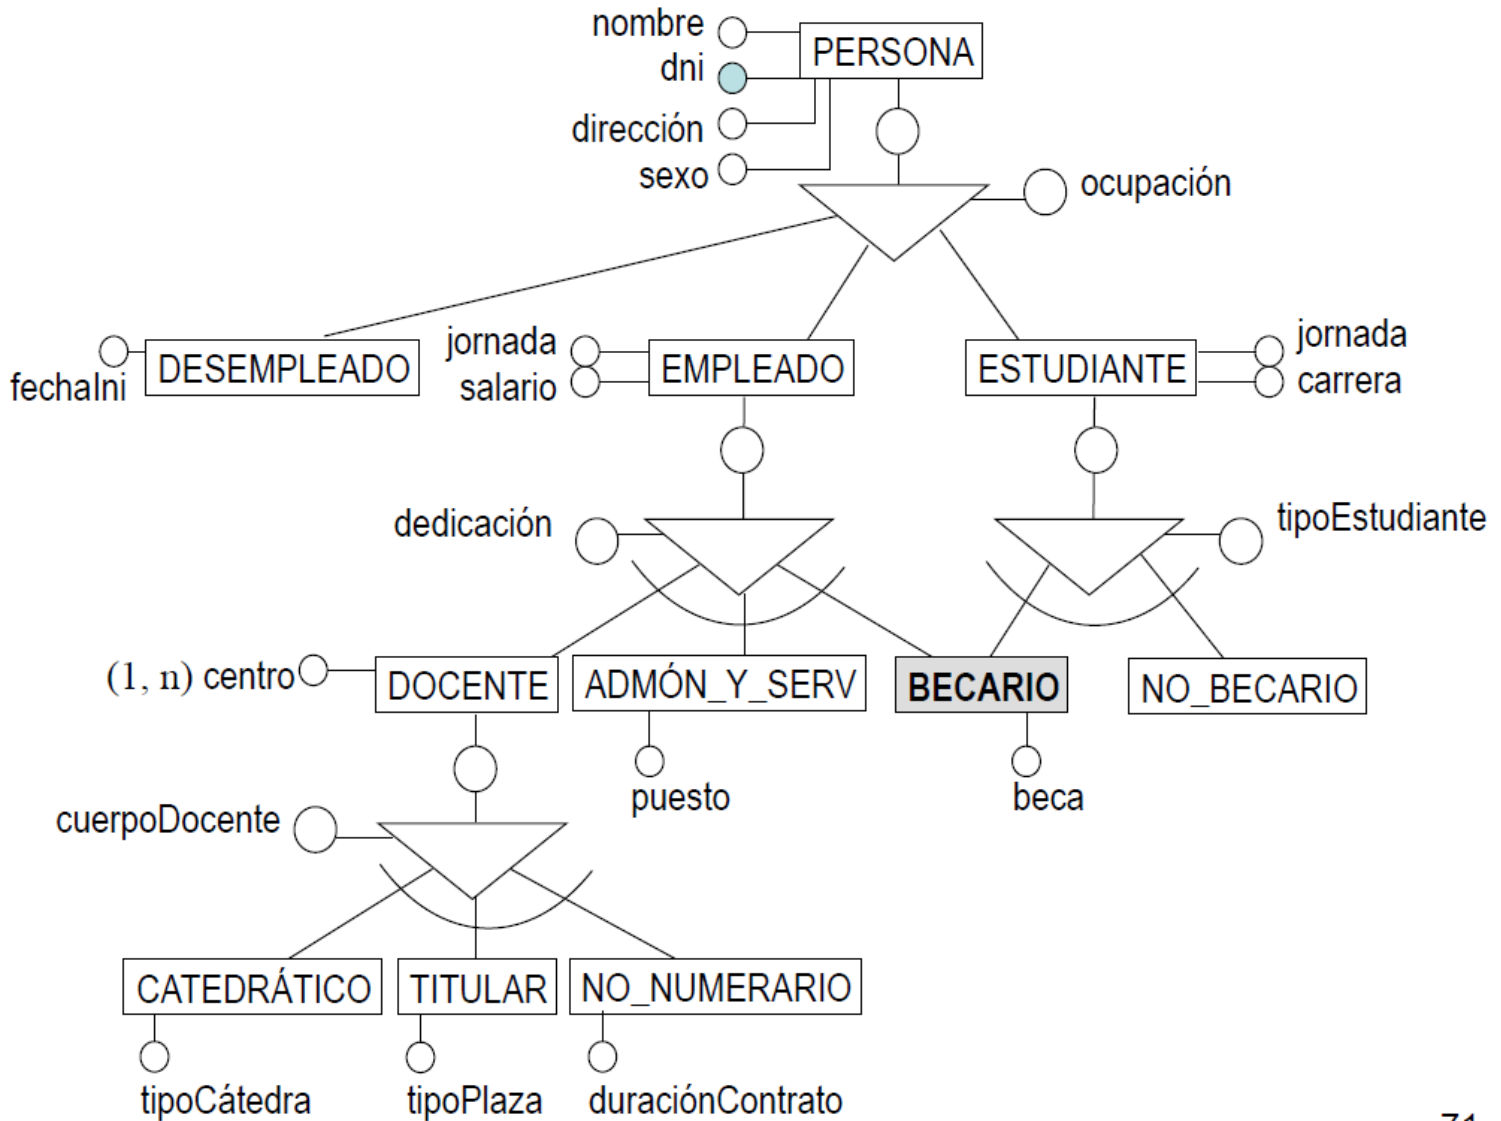 nombre
dni
dirección
sexo
PERSONA
ocupación
fechaIni
DESEMPLEADO
jornada
salario
EMPLEADO
ESTUDIANTE
jornada
carrera
dedicación
tipoEstudiante
(1, n) centro
DOCENTE
ADMÓN_Y_SERV
BECARIO
NO_BECARIO
puesto
beca
cuerpoDocente
CATEDRÁTICO
TITULAR
NO_NUMERARIO
tipoCátedra
tipoPlaza
duraciónContrato